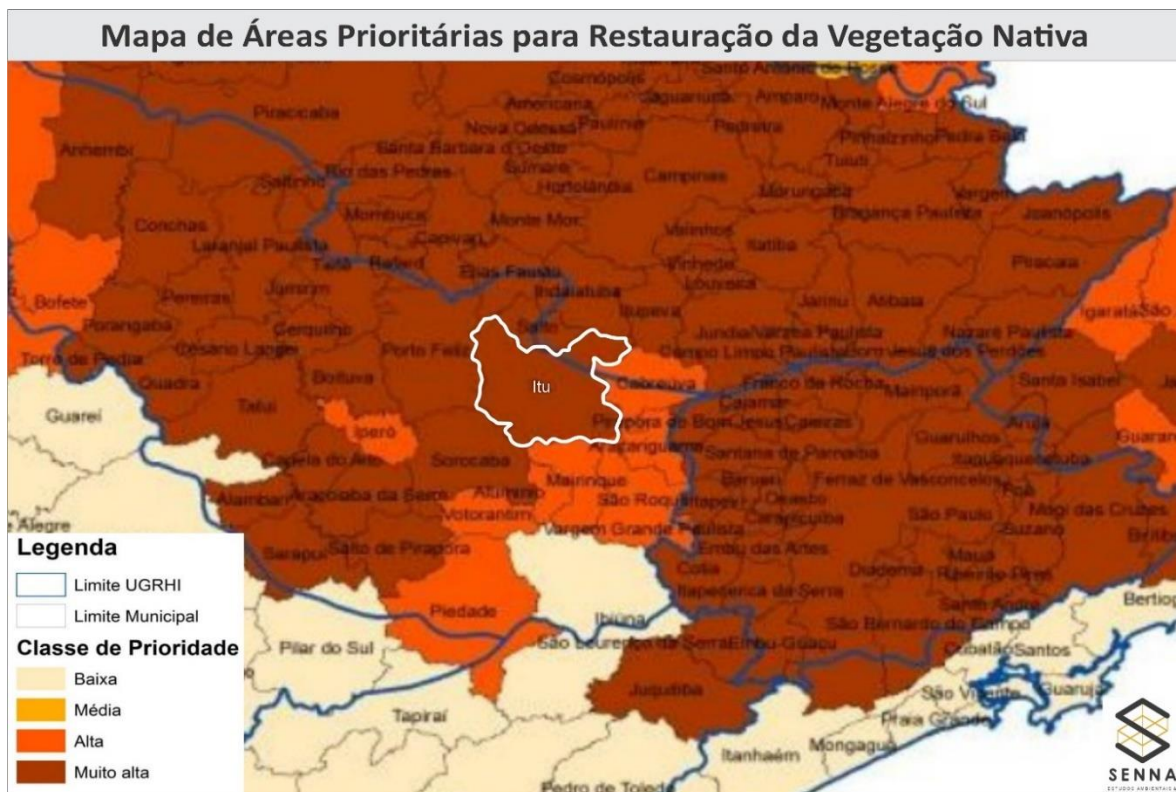 Mapa de Áreas Prioritárias para Restauração da Vegetação Nativa
Cosmópolis
Santo Antonio de Posse
Americana
Jaguariúna
Amparo
Monte Alegre do Sul
Piracicaba
Nova Odessa
Paulínia
Pedreira
Pinhalzinho
Pedra Bela
Anhembi
Santa Bárbara d'Oeste
Sumaré
Tuiuti
Rio das Pedras
Saltinho
Hortolândia
Campinas
Morungaba
Vargem
Conchas
Mombuca
Monte Mor
Bragança Paulista
Joanópolis
Laranjal Paulista
Capivari
Valinhos
Itatiba
Tietê
Rafard
Elias Fausto
Vinhedo
Piracaia
Bofete
Pereiras
Jumirim
Indaiatuba
Louveira
Jarinu
Atibaia
Igaratá
São
Porangaba
Cerquilho
Salto
Itupeva
Jundiaí
Várzea Paulista
Nazaré Paulista
Torre de Pedra
Cesário Lange
Porto Feliz
Campo Limpo Paulista
Bom Jesus dos Perdões
Quadra
Boituva
Itu
Cabreúva
Franco da Rocha
Mairiporã
Santa Isabel
Guareí
Tatuí
Cajamar
Iperó
Pirapora do Bom Jesus
Caieiras
Arujá
Araçariguama
Guarulhos
Capela do Alto
Sorocaba
Santana de Parnaíba
Itaquaquecetuba
Mairinque
Barueri
Ferraz de Vasconcelos
Alambari
Araçoiaba da Serra
Alumínio
São Roque
Itapevi
Osasco
Poá
e Alegre
Votorantim
Carapicuíba
São Paulo
Mogi das Cruzes
Vargem Grande Paulista
Suzano
Sarapuí
Salto de Pirapora
Embu das Artes
Mauá
Cotia
Diadema
Ribeirão Pires
Itapecerica da Serra
Santo André
Piedade
Ibiúna
Bertiog
São Lourenço da Serra
Embu-Guaçu
São Bernardo do Campo
Pilar do Sul
Cubatão
Santos
Juquitiba
São Vicente
Guarujá
Tapiraí
Praia Grande
Itanhaém
Mongaguá
Pedro de Toledo
Legenda
Limite UGRHI
Limite Municipal
Classe de Prioridade
Baixa
Média
Alta
Muito alta
SENNA